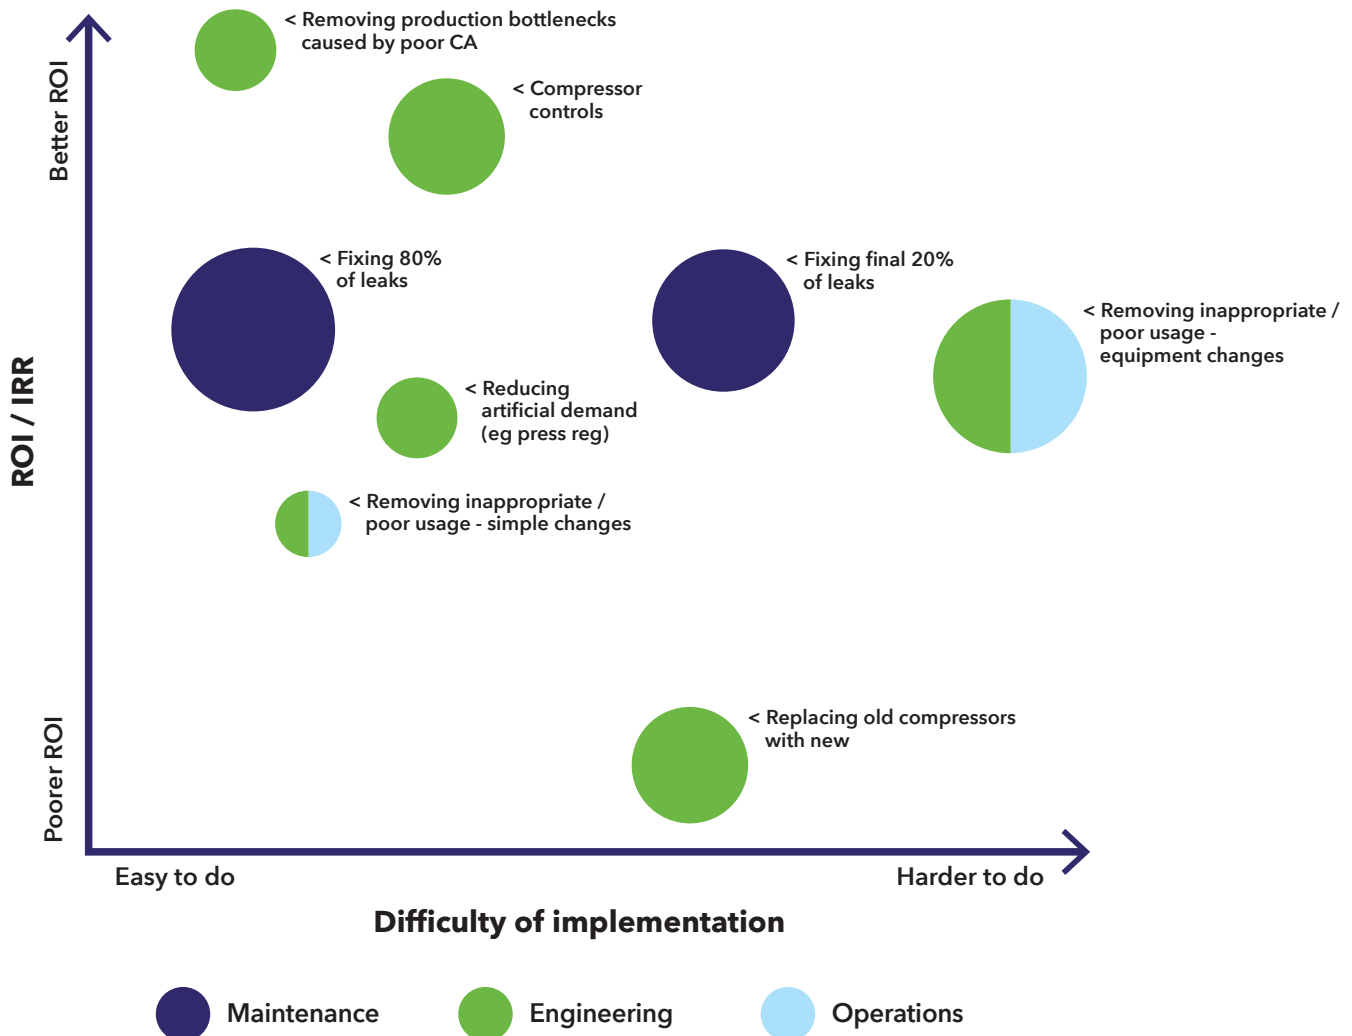 < Removing production bottlenecks
caused by poor CA
Better ROI
< Compressor
controls
< Fixing 80%
of leaks
< Fixing final 20%
of leaks
< Removing inappropriate /
poor usage -
equipment changes
ROI / IRR
< Reducing
artificial demand
(eg press reg)
< Removing inappropriate /
poor usage - simple changes
Poorer ROI
< Replacing old compressors
with new
Easy to do
Harder to do
Difficulty of implementation
Maintenance
Engineering
Operations